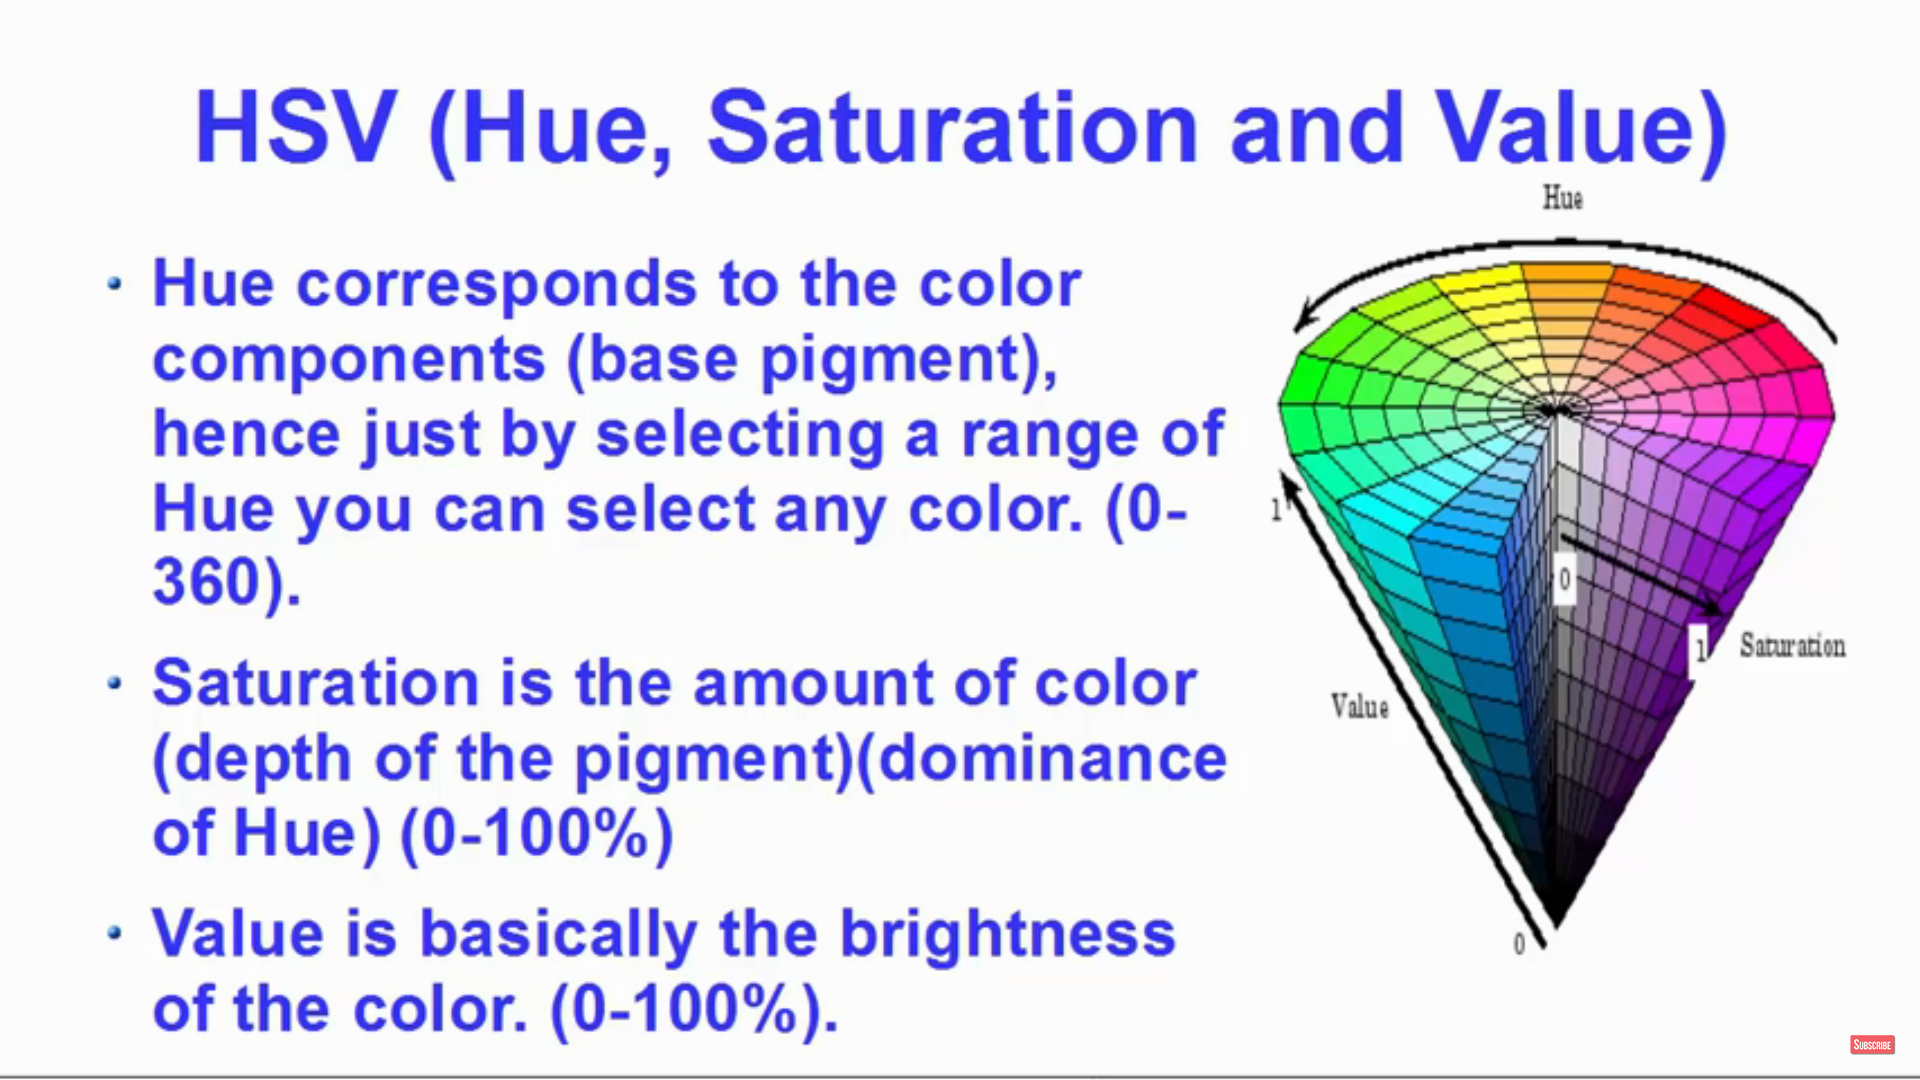 HSV (Hue, Saturation and Value)
• Hue corresponds to the color
components (base pigment),
hence just by selecting a range of
Hue you can select any color. (0-
360).
• Saturation is the amount of color
(depth of the pigment)(dominance
of Hue) (0-100%)
• Value is basically the brightness
of the color. (0-100%).
Hue
1
0
1
Saturation
Value
0
SUBSCRIBE